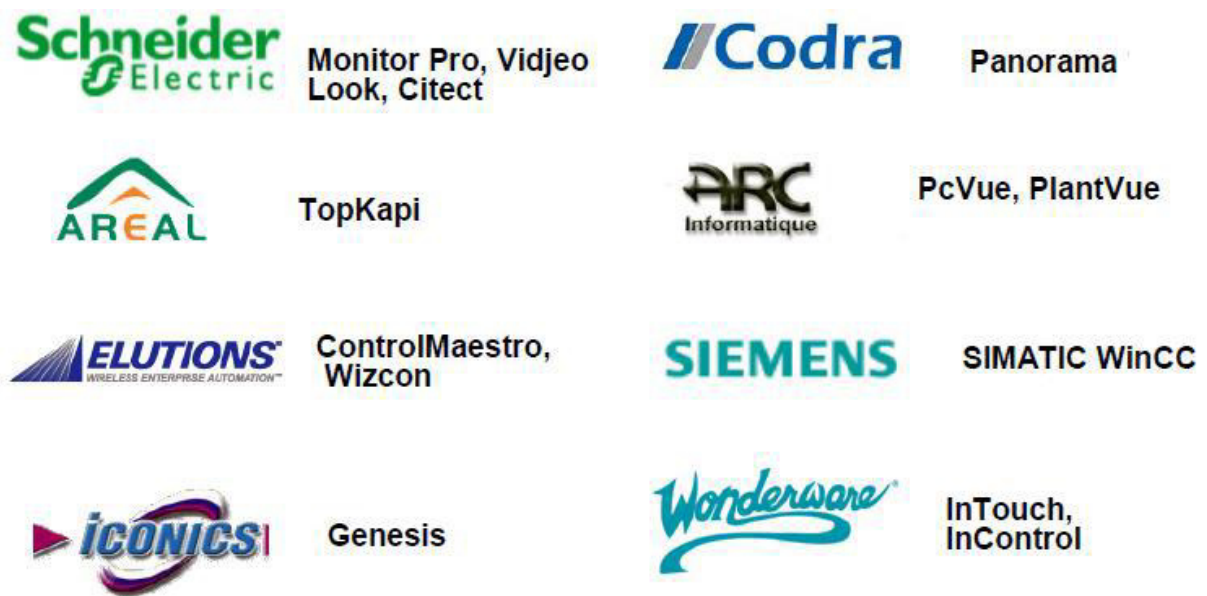 Schneider
Electric
Monitor Pro, Vidjeo
Look, Citect
Codra
Panorama
AREAL
TopKapi
ARC
Informatique
PcVue, PlantVue
ELUTIONS
WIRELESS ENTERPRISE AUTOMATION™
ControlMaestro,
Wizcon
SIEMENS
SIMATIC WinCC
iCONICS
Genesis
Wonderware®
InTouch,
InControl